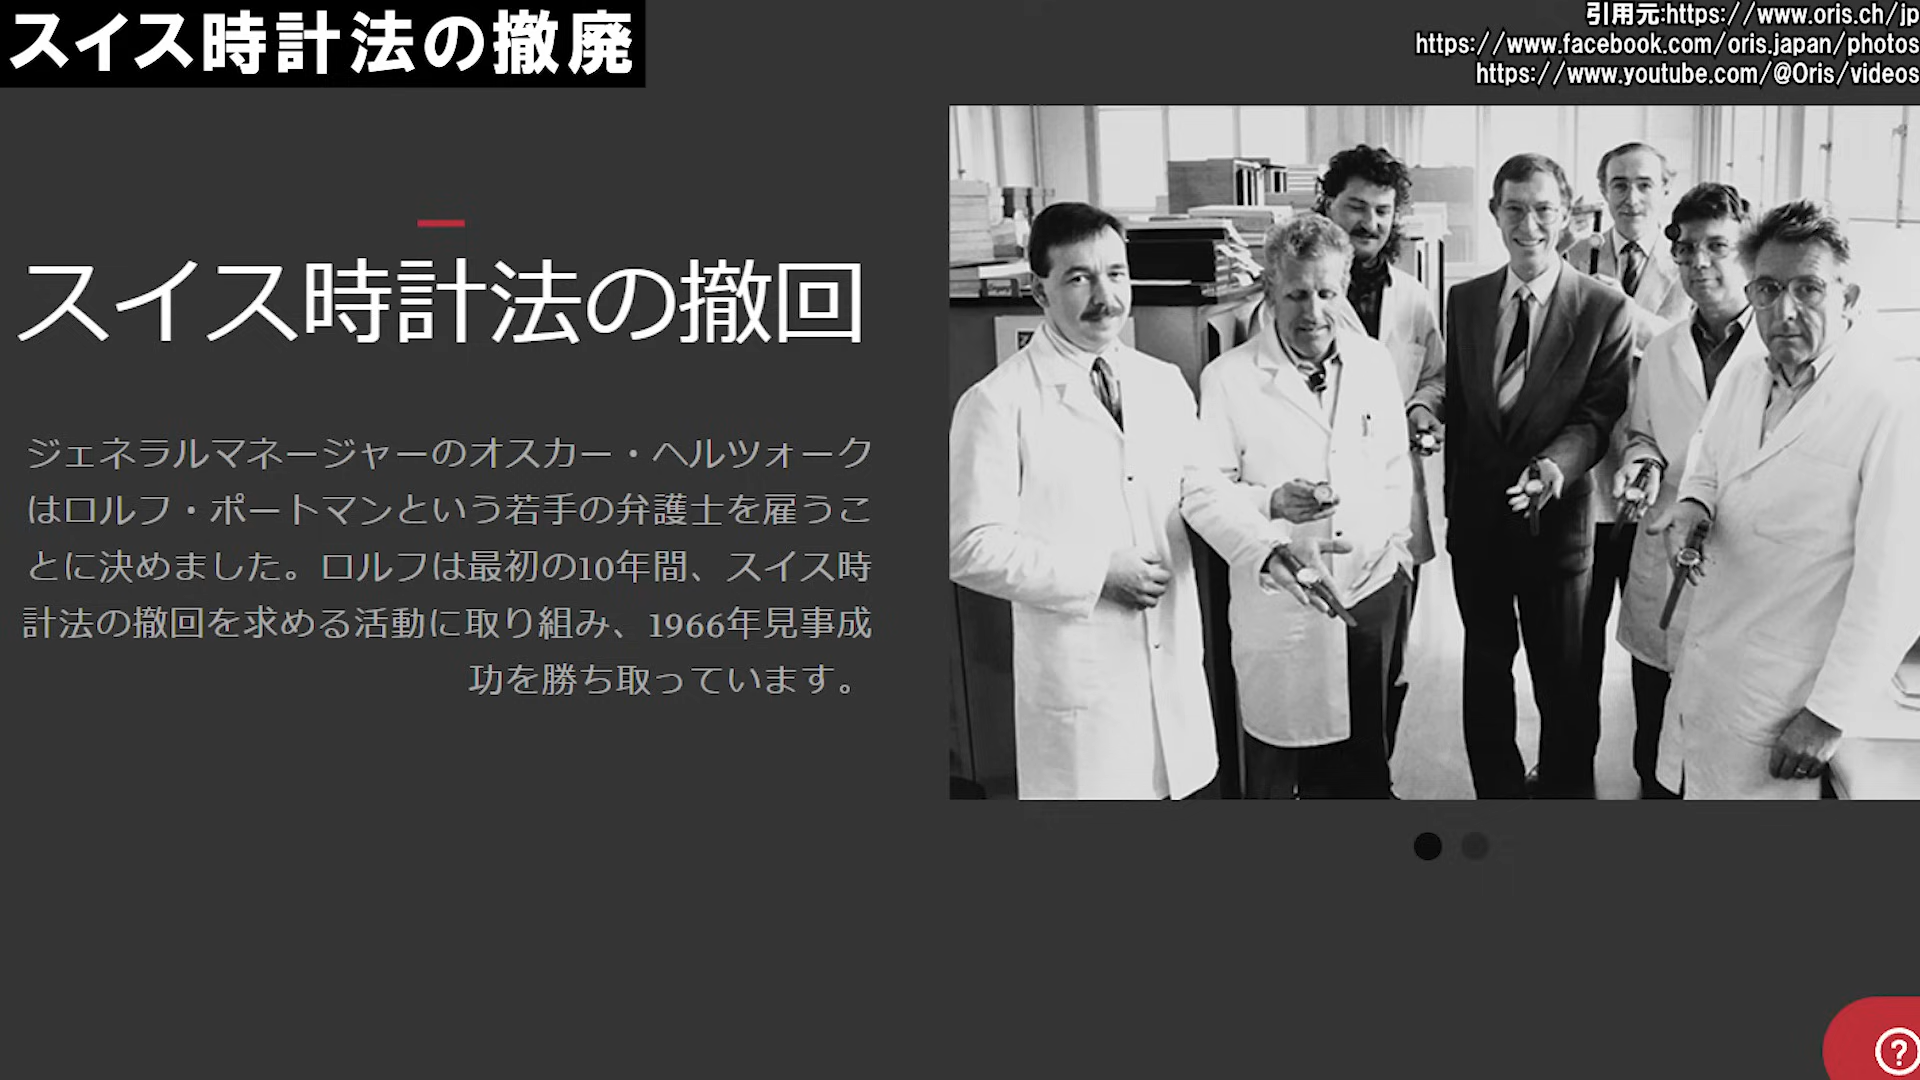 スイス時計法の撤廃
引用元:https://www.oris.ch/jp
https://www.facebook.com/oris.japan/photos
https://www.youtube.com/@Oris/videos
スイス時計法の撤回
ジェネラルマネージャーのオスカー・ヘルツォーク
はロルフ・ポートマンという若手の弁護士を雇うこ
とに決めました。ロルフは最初の10年間、スイス時
計法の撤回を求める活動に取り組み、1966年見事成
功を勝ち取っています。
?